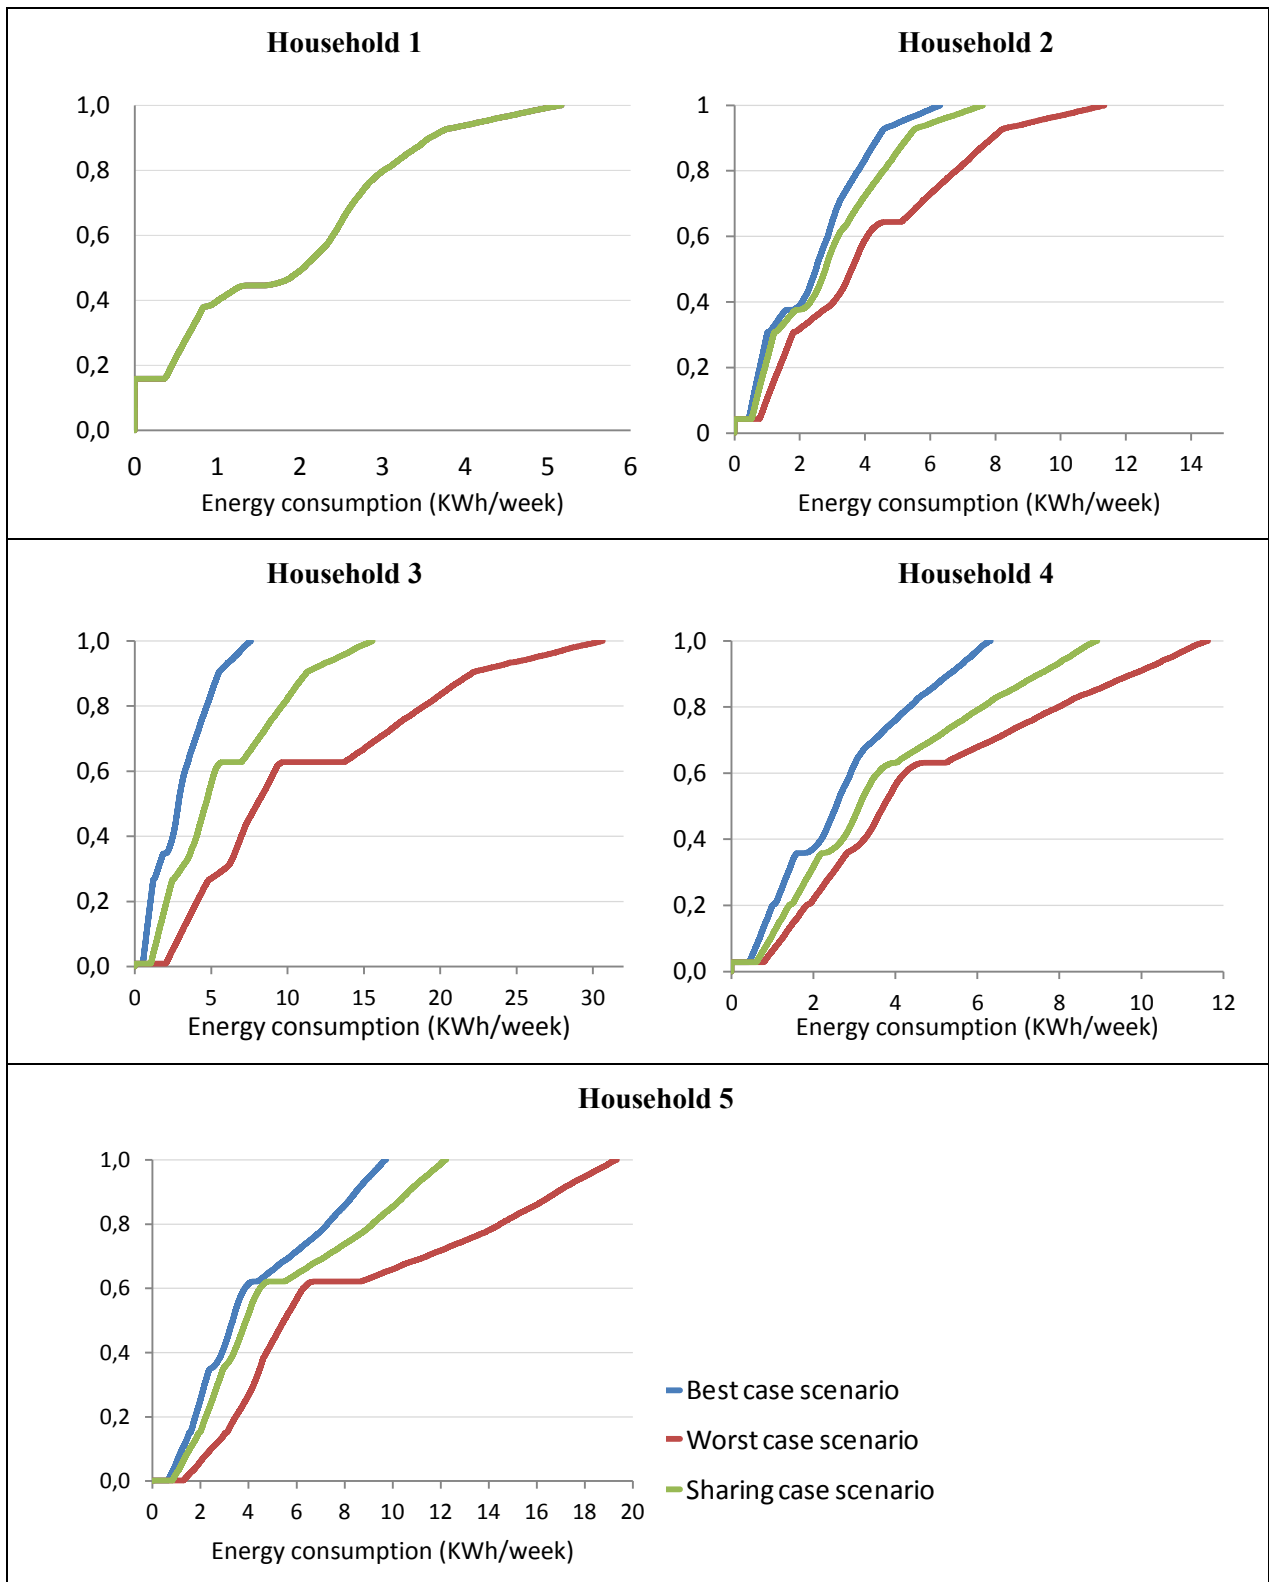 Household 1
1,0
0,8
0,6
0,4
0,2
0,0
0 1 2 3 4 5 6
Energy consumption (KWh/week)
Household 2
1
0,8
0,6
0,4
0,2
0
0 2 4 6 8 10 12 14
Energy consumption (KWh/week)
Household 3
1,0
0,8
0,6
0,4
0,2
0,0
0 5 10 15 20 25 30
Energy consumption (KWh/week)
Household 4
1,0
0,8
0,6
0,4
0,2
0,0
0 2 4 6 8 10 12
Energy consumption (KWh/week)
Household 5
1,0
0,8
0,6
0,4
0,2
0,0
0 2 4 6 8 10 12 14 16 18 20
Energy consumption (KWh/week)
Best case scenario
Worst case scenario
Sharing case scenario